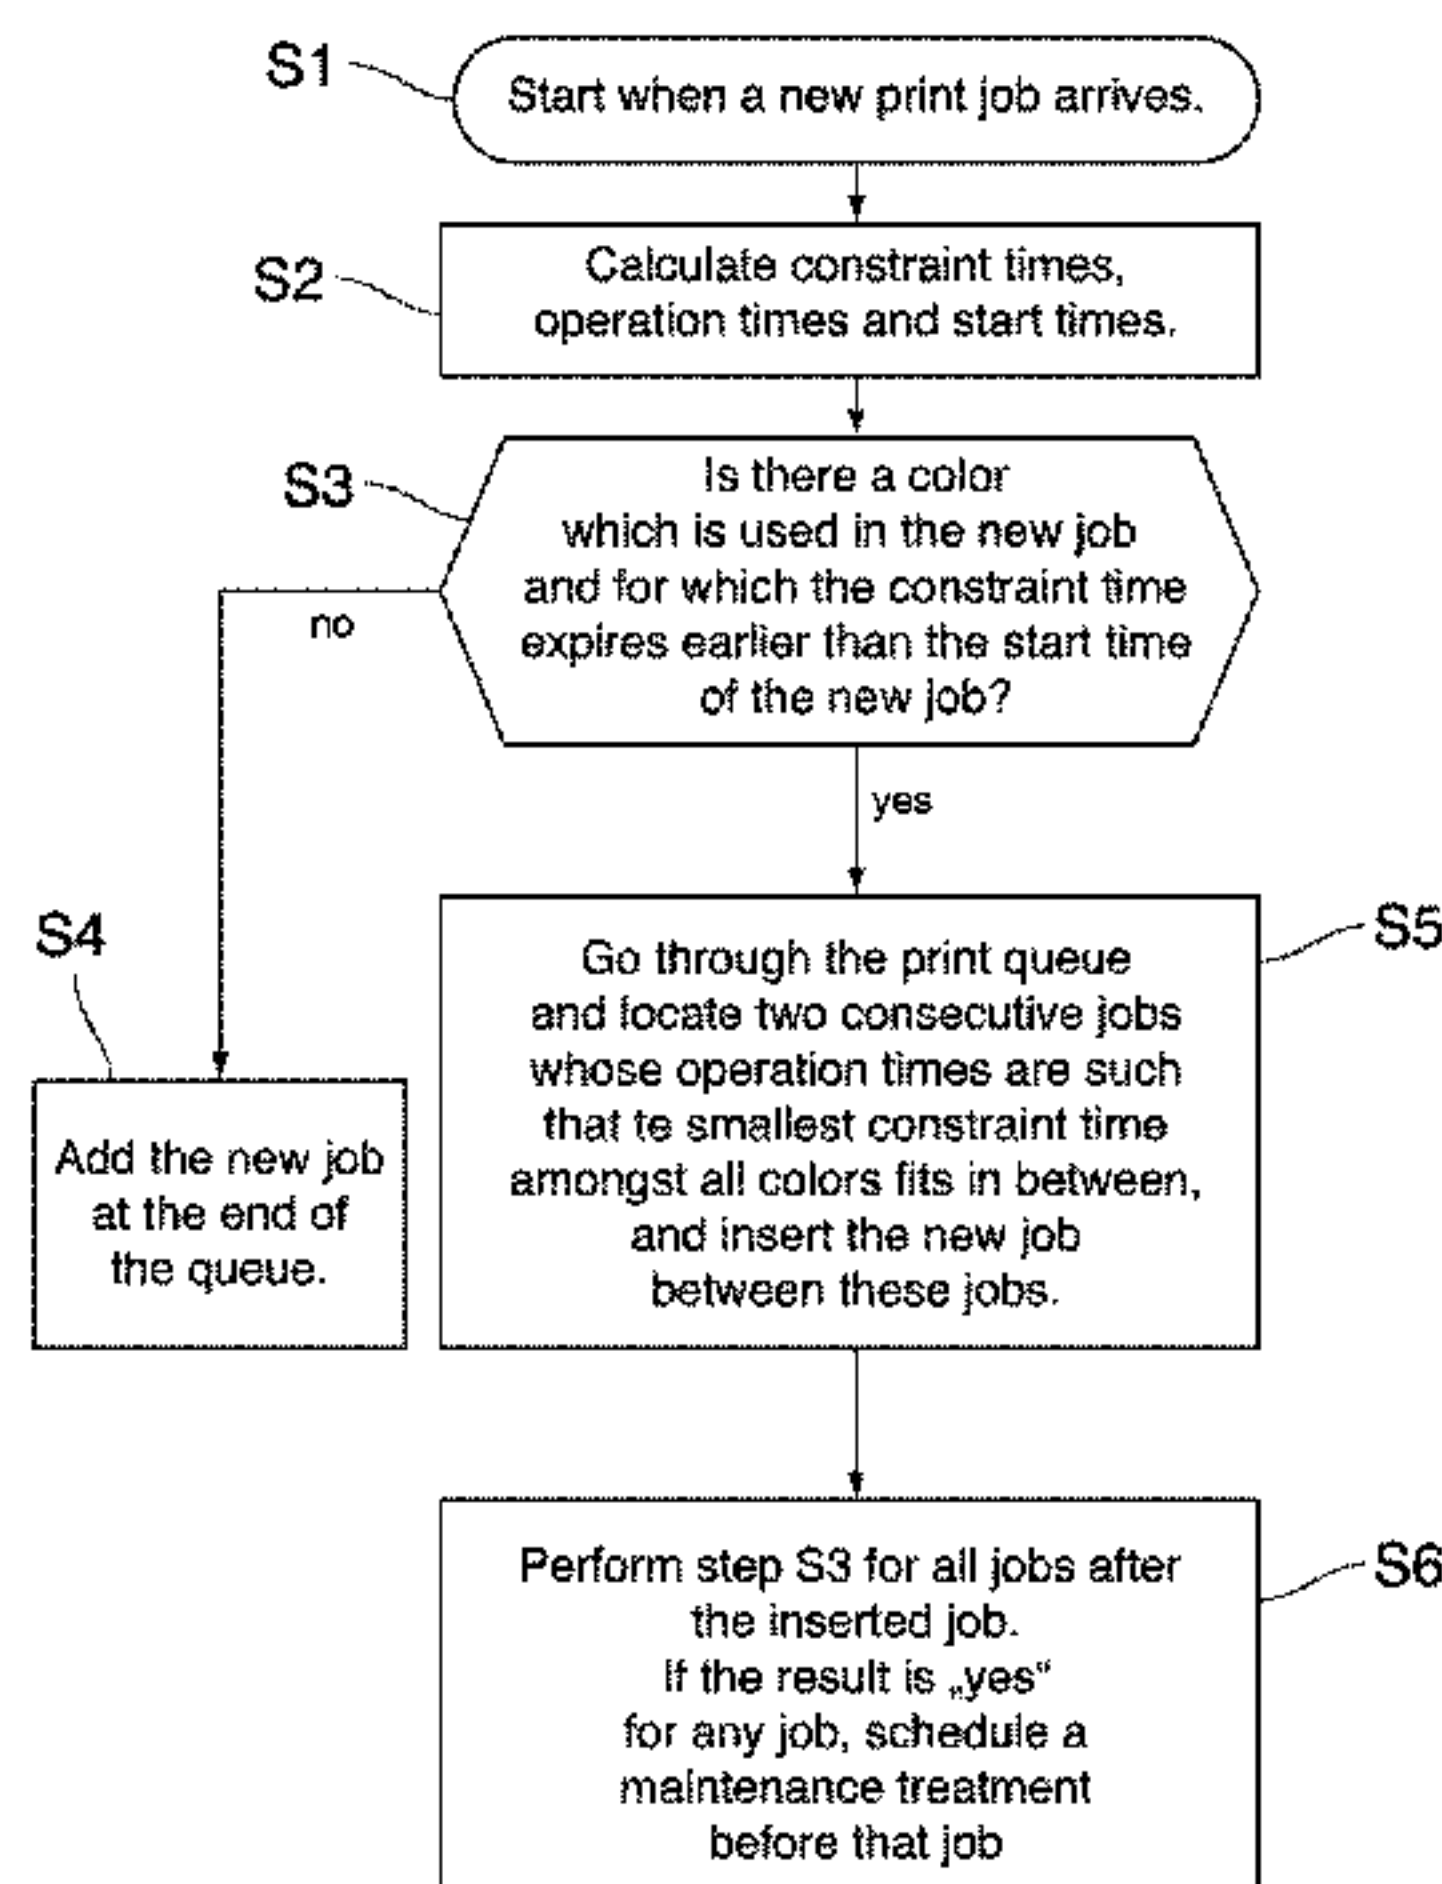 S1
Start when a new print job arrives.
S2
Calculate constraint times,
operation times and start times.
S3
Is there a color
which is used in the new job
and for which the constraint time
expires earlier than the start time
of the new job?
no
yes
S4
Add the new job
at the end of
the queue.
S5
Go through the print queue
and locate two consecutive jobs
whose operation times are such
that te smallest constraint time
amongst all colors fits in between,
and insert the new job
between these jobs.
S6
Perform step S3 for all jobs after
the inserted job.
If the result is „yes“
for any job, schedule a
maintenance treatment
before that job